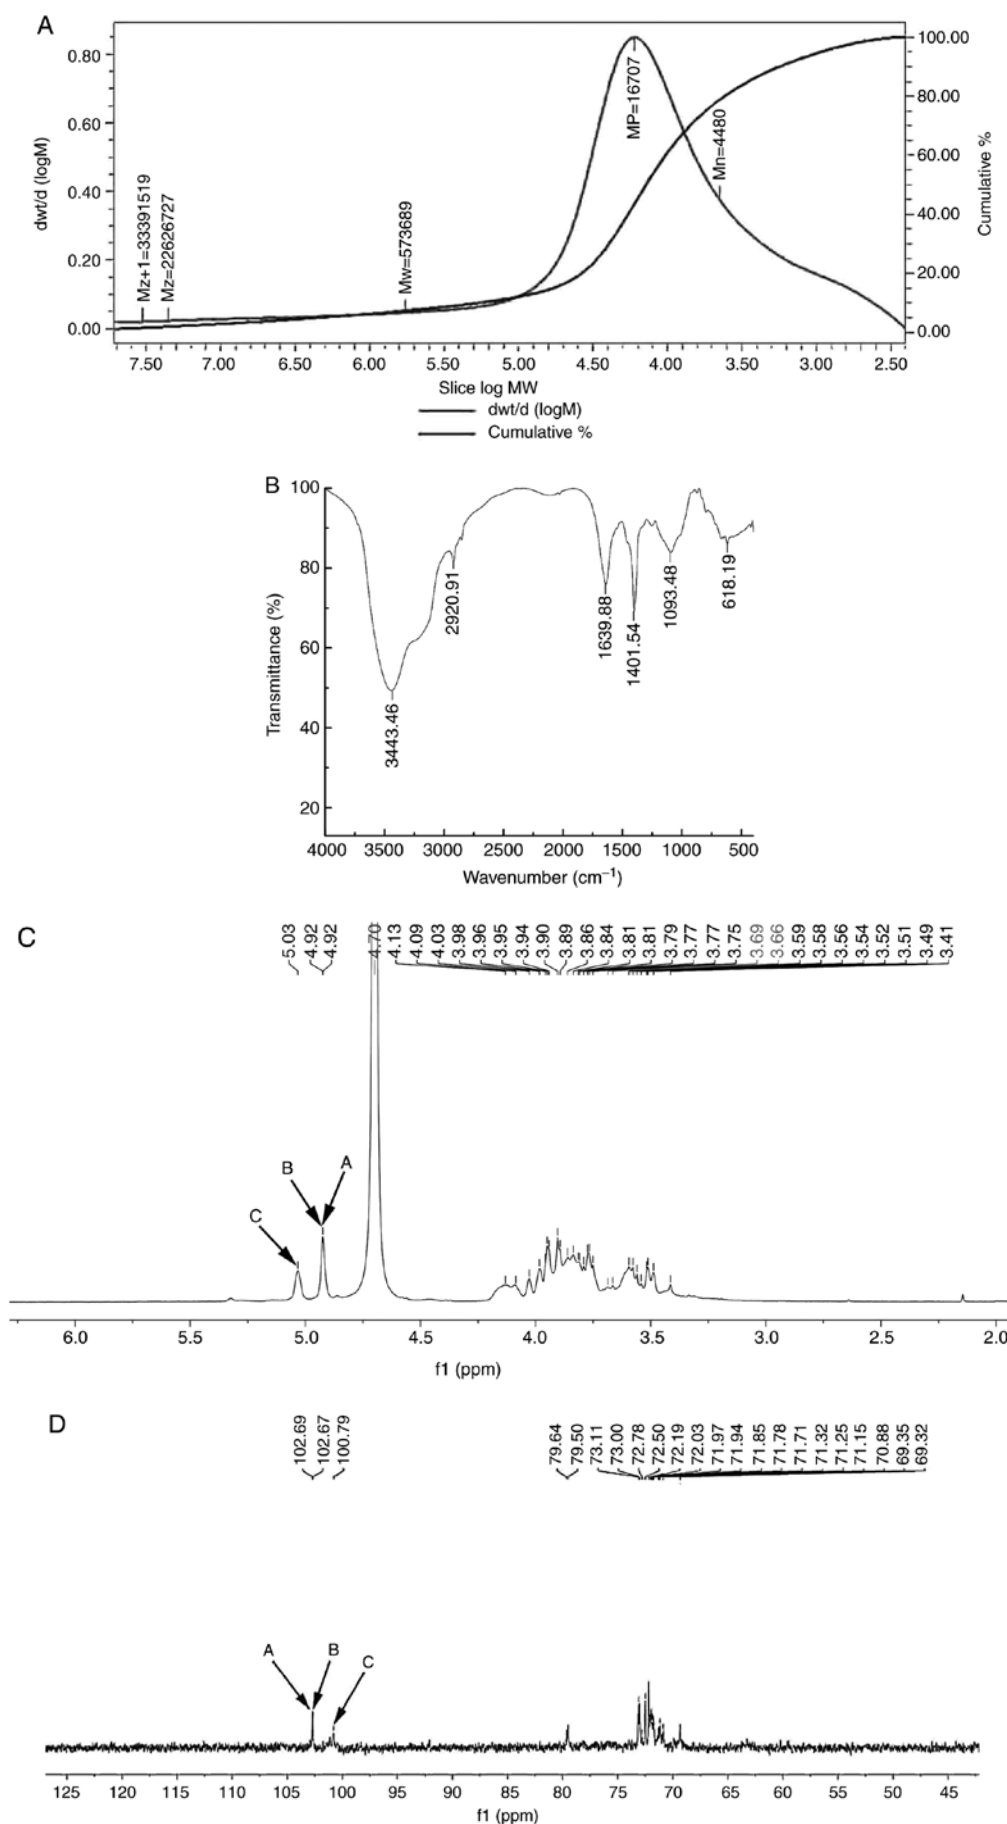 A
0.80
0.60
0.40
0.20
0.00
dwt/d (logM)
Mz+1=33391519
Mz=22626727
Mw=573689
MP=16707
Mn=4480
100.00
80.00
60.00
40.00
20.00
0.00
Cumulative %
7.50 7.00 6.00 5.00 4.50 4.00 3.50 3.00 2.50
Slice log MW
dwt/d (logM)
Cumulative %
B
100
80
60
40
20
Transmittance (%)
3443.46
2920.91
1639.88
1401.54
1093.48
618.19
4000 3500 3000 2500 2000 1500 1000 500
Wavenumber (cm⁻¹)
C
5.03 4.92 4.92 4.70 4.13 4.09 4.03 3.98 3.96 3.95 3.94 3.90 3.89 3.86 3.84 3.81 3.81 3.79 3.77 3.77 3.75 3.69 3.66 3.59 3.58 3.56 3.54 3.52 3.51 3.49 3.41
B A
C
6.0 5.5 5.0 4.5 4.0 3.5 3.0 2.5 2.0
f1 (ppm)
D
102.69 102.67 100.79 79.64 79.50 73.11 73.00 72.78 72.50 72.19 72.03 71.97 71.94 71.85 71.78 71.71 71.32 71.25 71.15 70.88 69.35 69.32
A B C
125 120 115 110 105 100 95 90 85 80 75 70 65 60 55 50 45
f1 (ppm)